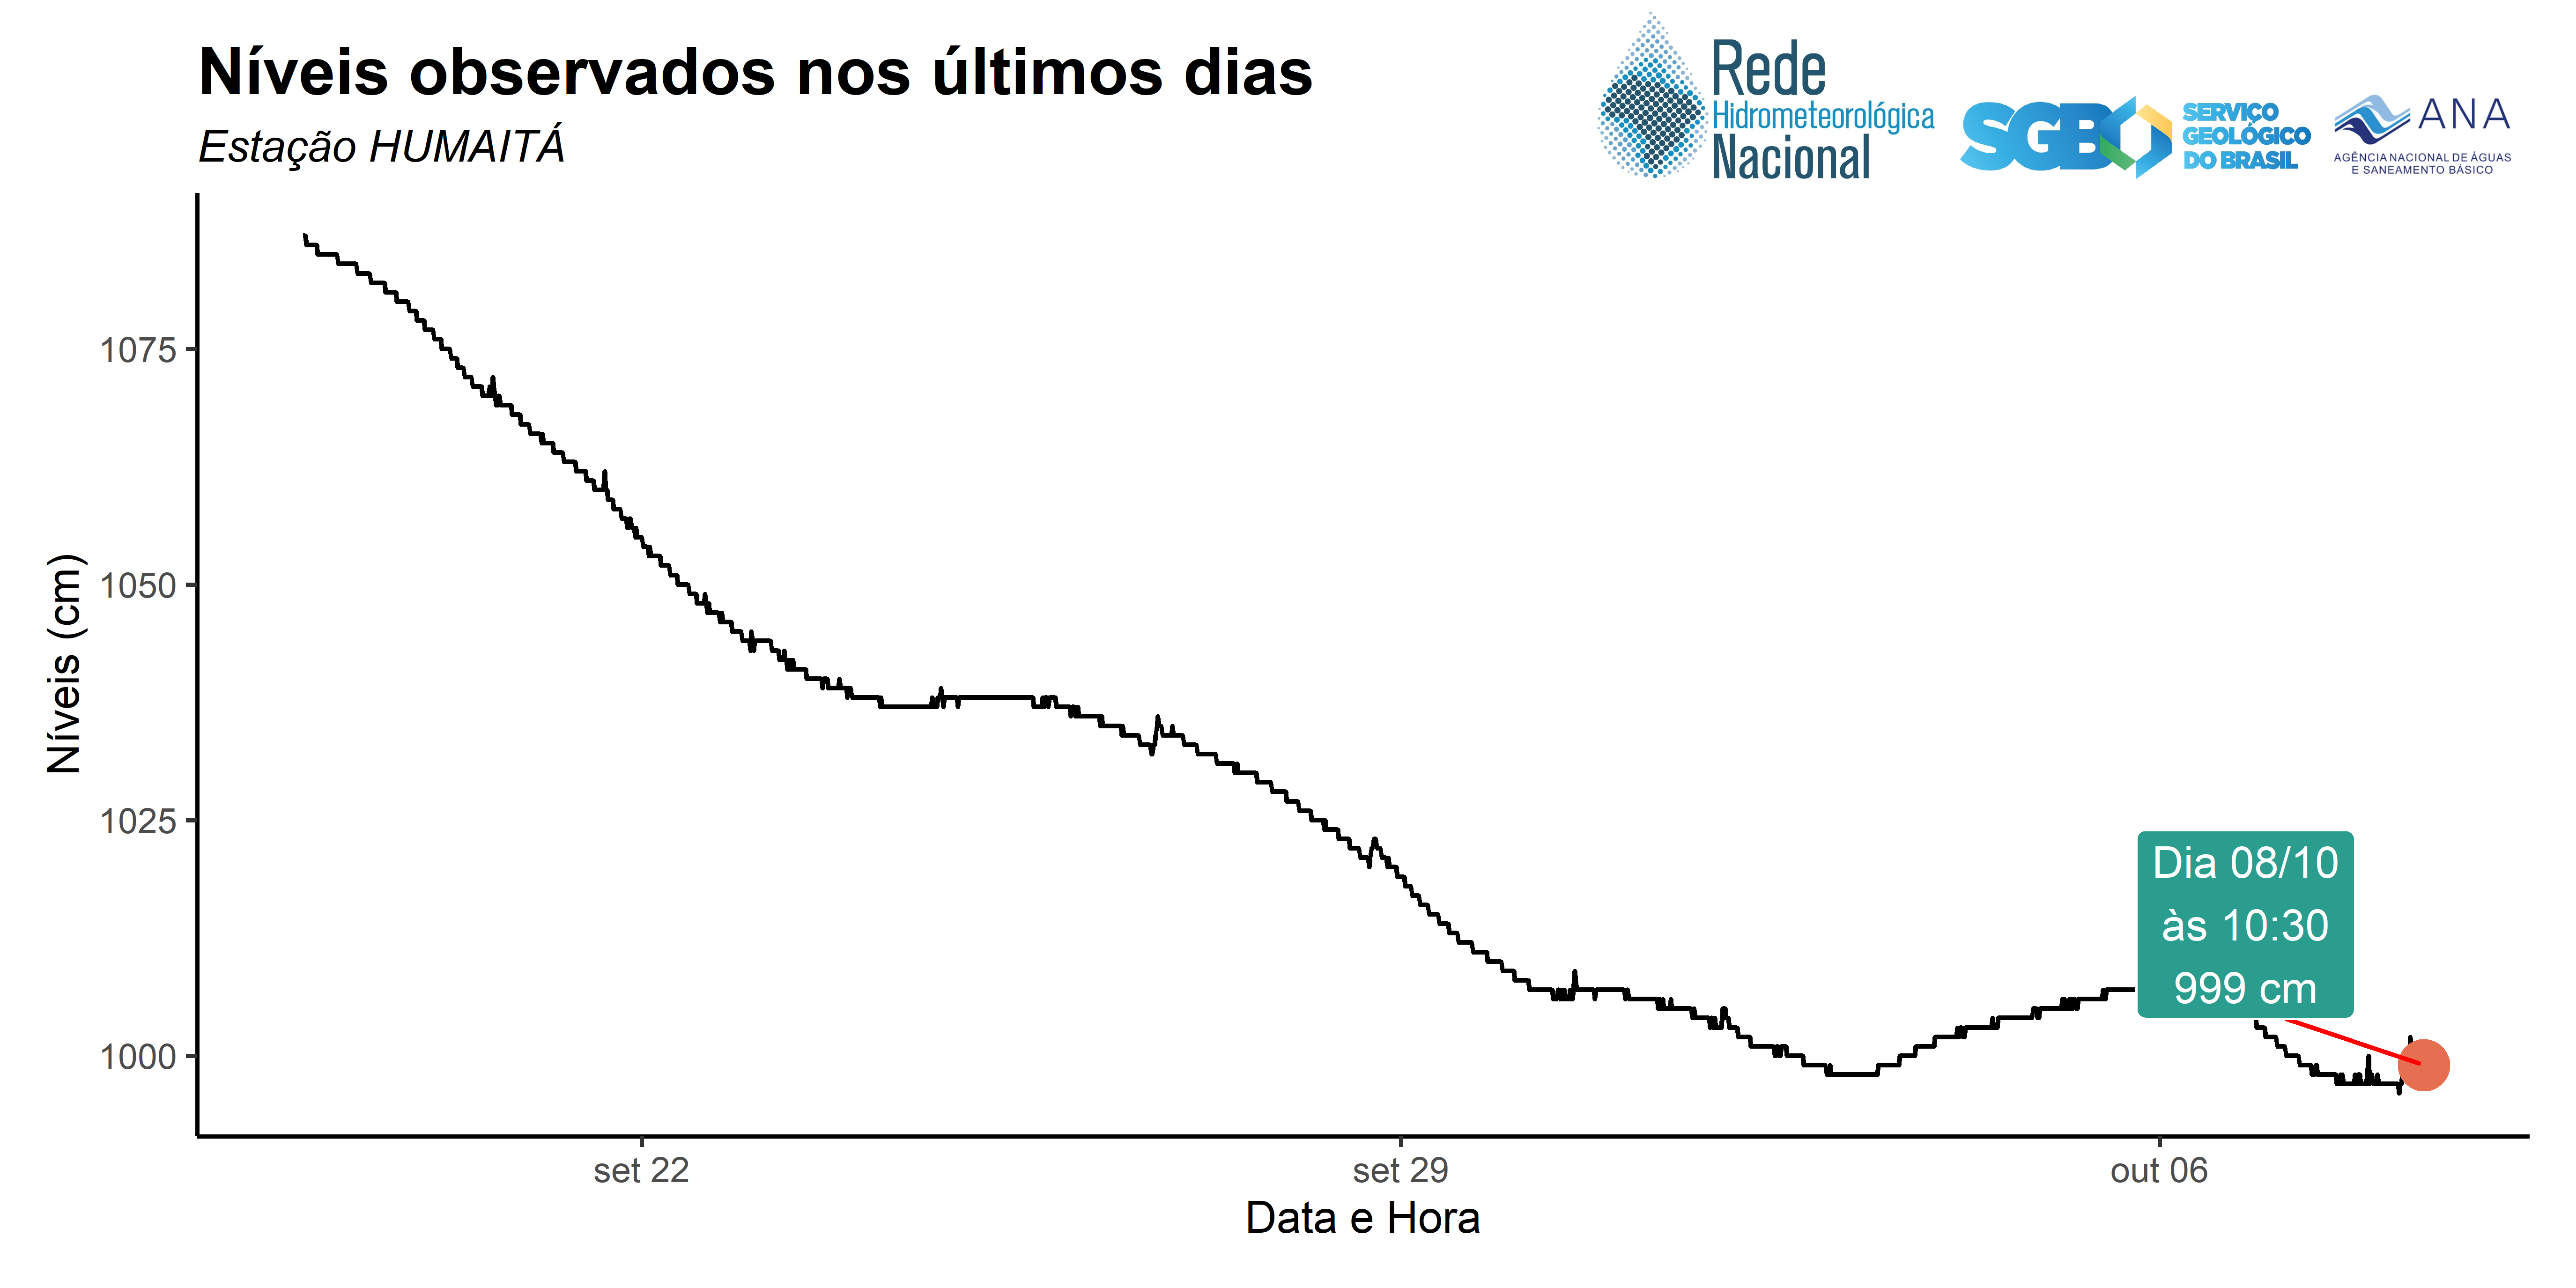 Níveis observados nos últimos dias
Estação HUMAITÁ
Rede
Hidrometeorológica
Nacional
SGB
SERVIÇO
GEOLÓGICO
DO BRASIL
ANA
AGÊNCIA NACIONAL DE ÁGUAS
E SANEAMENTO BÁSICO
Níveis (cm)
1075
1050
1025
1000
Dia 08/10
às 10:30
999 cm
set 22
set 29
out 06
Data e Hora